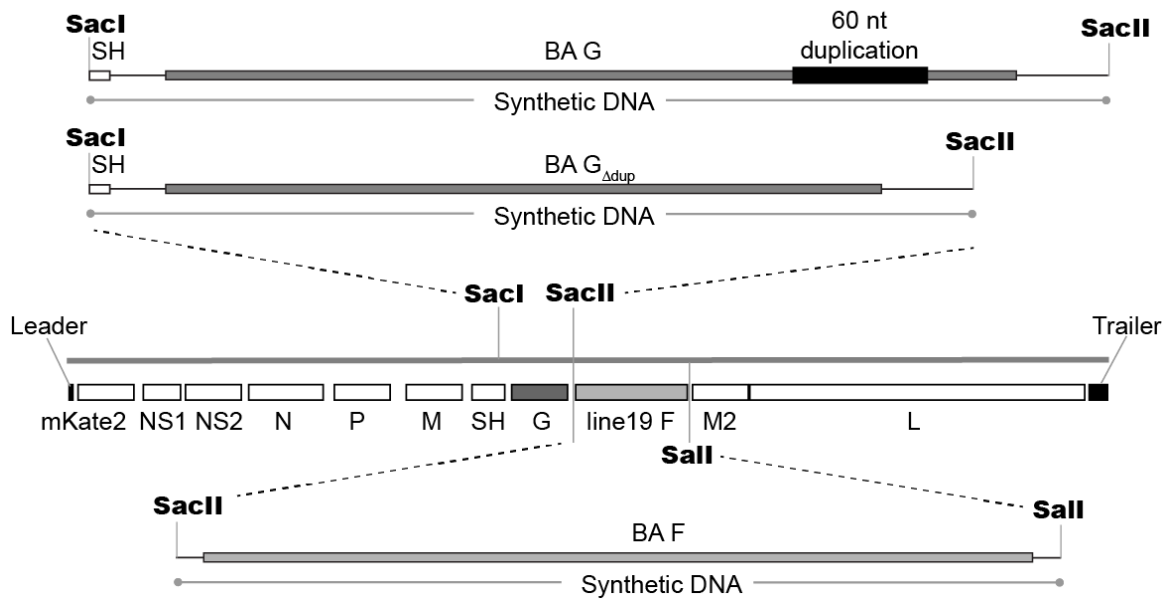 SacI
SH
BA G
60 nt
duplication
SacII
Synthetic DNA
SacI
SH
BA GΔdup
SacII
Synthetic DNA
SacI SacII
Leader
Trailer
mKate2 NS1 NS2 N P M SH G line19 F M2 L
SalI
SacII
BA F
SalI
Synthetic DNA